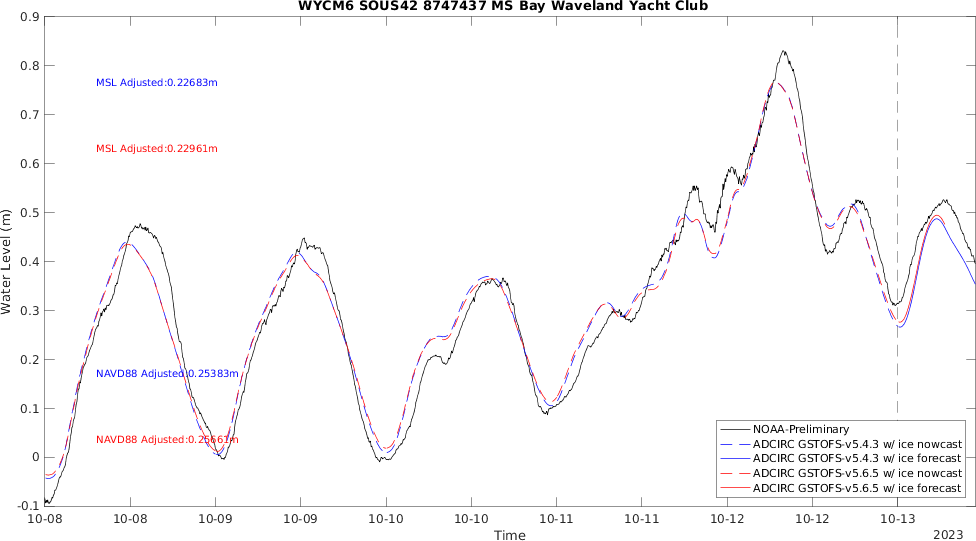 WYCM6 SOUS42 8747437 MS Bay Waveland Yacht Club
0.9
0.8
0.7
0.6
0.5
0.4
0.3
0.2
0.1
0
-0.1
Water Level (m)
MSL Adjusted:0.22683m
MSL Adjusted:0.22961m
NAVD88 Adjusted:0.25383m
NAVD88 Adjusted:0.25661m
NOAA-Preliminary
ADCIRC GSTOFS-v5.4.3 w/ ice nowcast
ADCIRC GSTOFS-v5.4.3 w/ ice forecast
ADCIRC GSTOFS-v5.6.5 w/ ice nowcast
ADCIRC GSTOFS-v5.6.5 w/ ice forecast
10-08 10-08 10-09 10-09 10-10 10-10 10-11 10-11 10-12 10-12 10-13
Time
2023